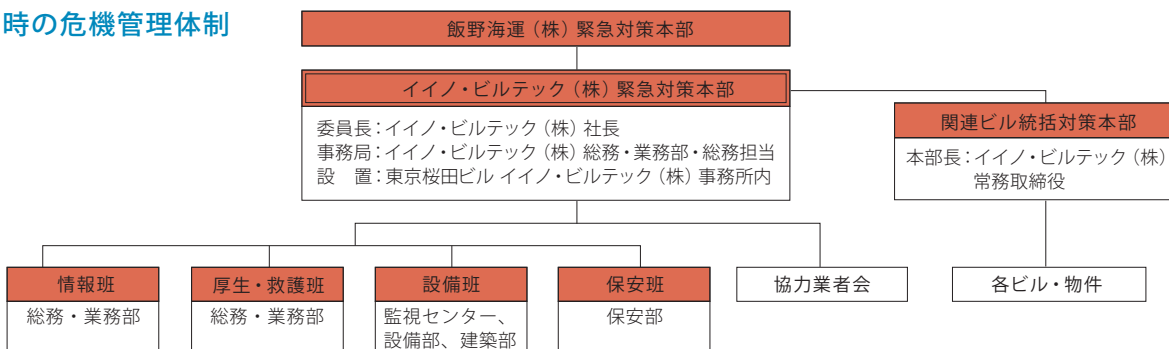 時の危機管理体制
飯野海運(株)緊急対策本部
イイノ・ビルテック(株)緊急対策本部
委員長:イイノ・ビルテック(株)社長
事務局:イイノ・ビルテック(株)総務・業務部・総務担当
設 置:東京桜田ビル イイノ・ビルテック(株)事務所内
関連ビル統括対策本部
本部長:イイノ・ビルテック(株)
常務取締役
情報班
総務・業務部
厚生・救護班
総務・業務部
設備班
監視センター、
設備部、建築部
保安班
保安部
協力業者会
各ビル・物件